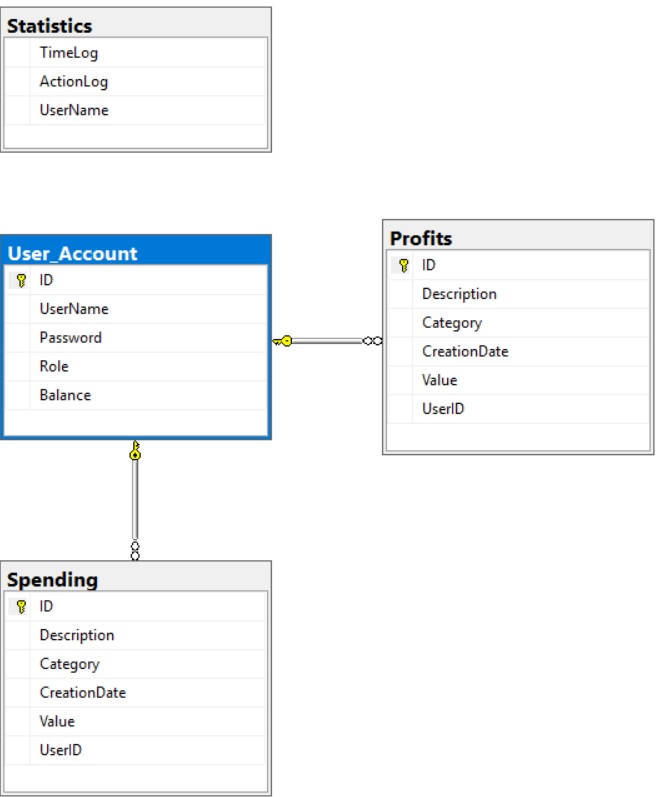 Statistics
TimeLog
ActionLog
UserName
User_Account
ID
UserName
Password
Role
Balance
Profits
ID
Description
Category
CreationDate
Value
UserID
Spending
ID
Description
Category
CreationDate
Value
UserID